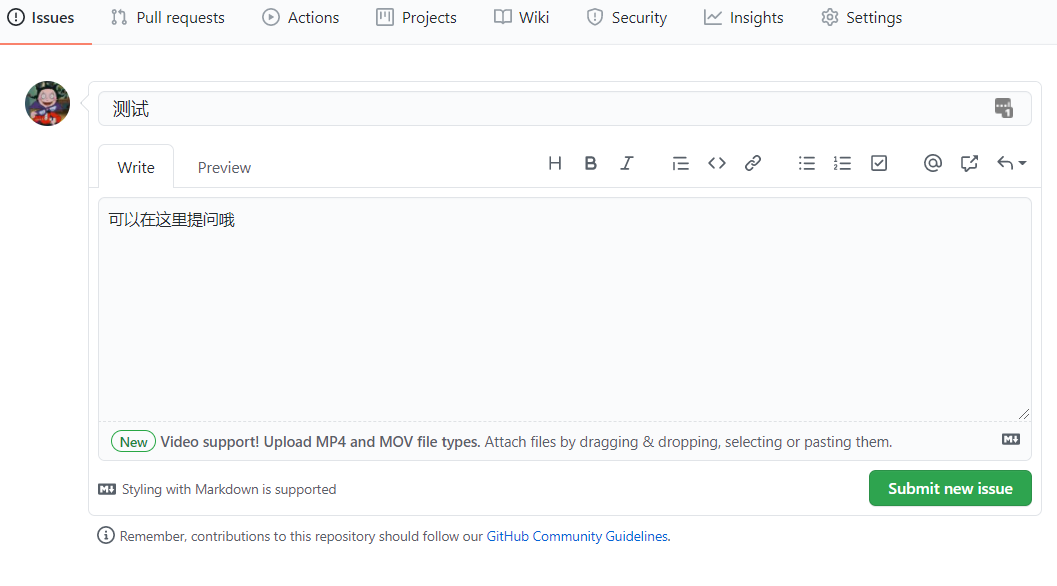 Issues Pull requests Actions Projects Wiki Security Insights Settings
测试
Write Preview
可以在这里提问哦
New Video support! Upload MP4 and MOV file types. Attach files by dragging & dropping, selecting or pasting them.
Styling with Markdown is supported
Submit new issue
Remember, contributions to this repository should follow our GitHub Community Guidelines.